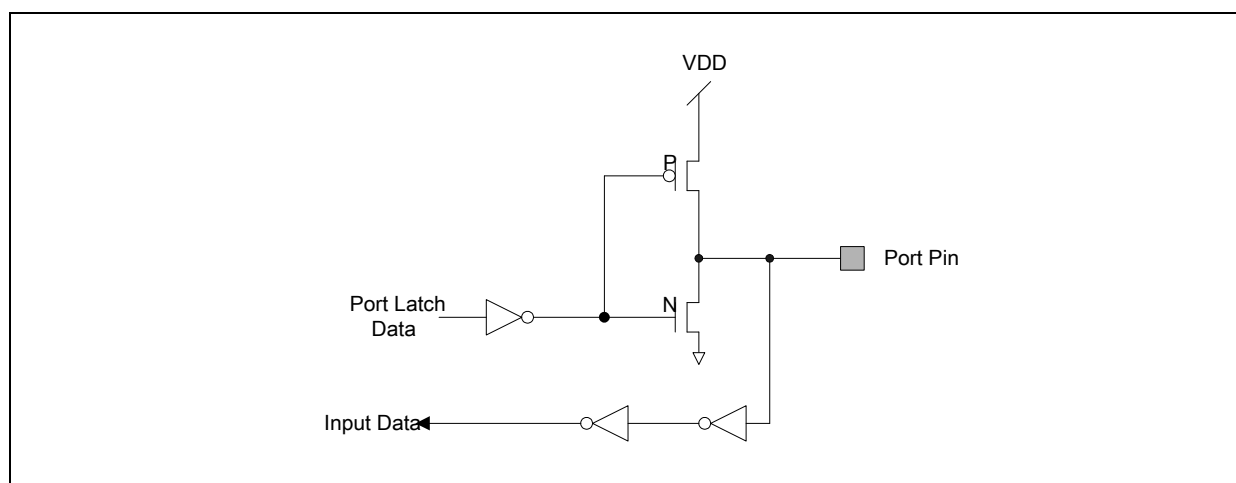 VDD
P
Port Pin
N
Port Latch
Data
Input Data